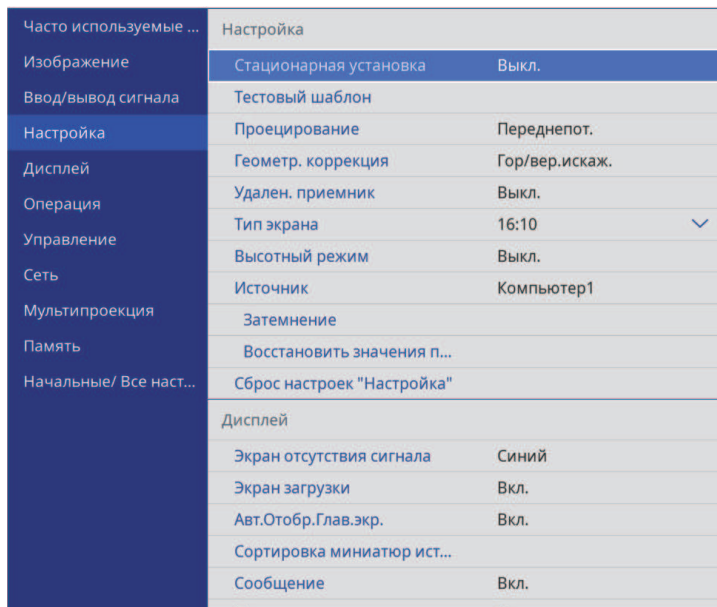 Часто используемые ...
Изображение
Ввод/вывод сигнала
Настройка
Дисплей
Операция
Управление
Сеть
Мультипроекция
Память
Начальные/ Все наст...
Настройка
Стационарная установка Выкл.
Тестовый шаблон
Проецирование Переднепот.
Геометр. коррекция Гор/вер.искаж.
Удален. приемник Выкл.
Тип экрана 16:10
Высотный режим Выкл.
Источник Компьютер1
Затемнение
Восстановить значения п...
Сброс настроек "Настройка"
Дисплей
Экран отсутствия сигнала Синий
Экран загрузки Вкл.
Авт.Отобр.Глав.экр. Вкл.
Сортировка миниатюр ист...
Сообщение Вкл.